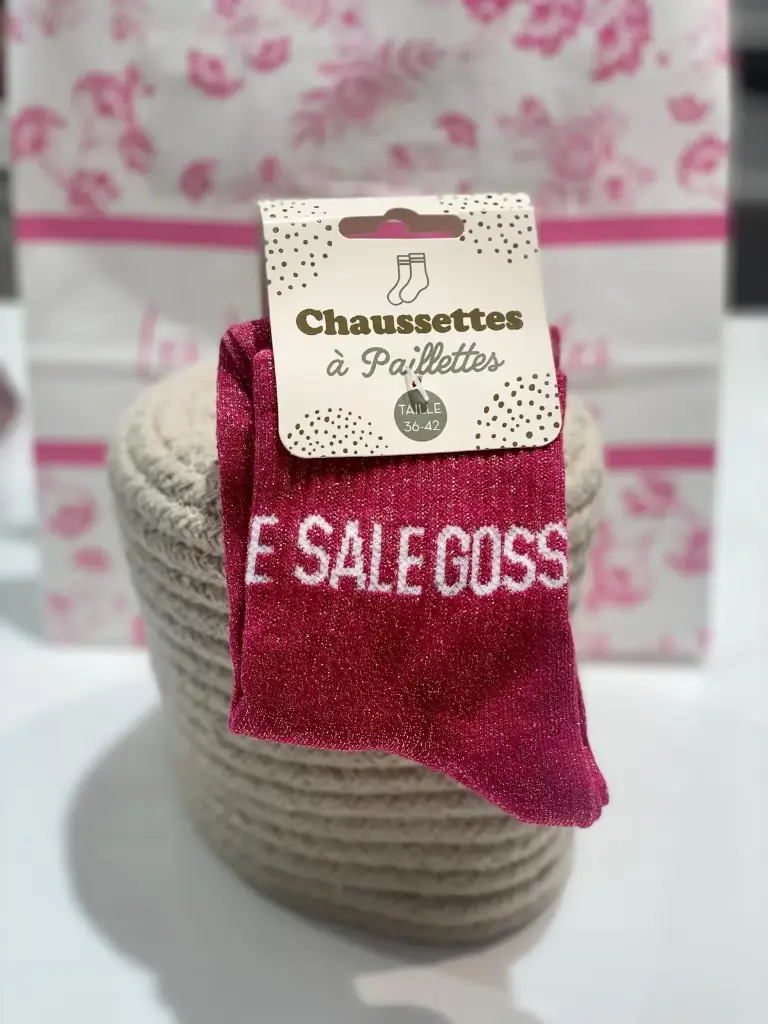 Chaussettes
à Paillettes
TAILLE
36-42
E SALE GOSS